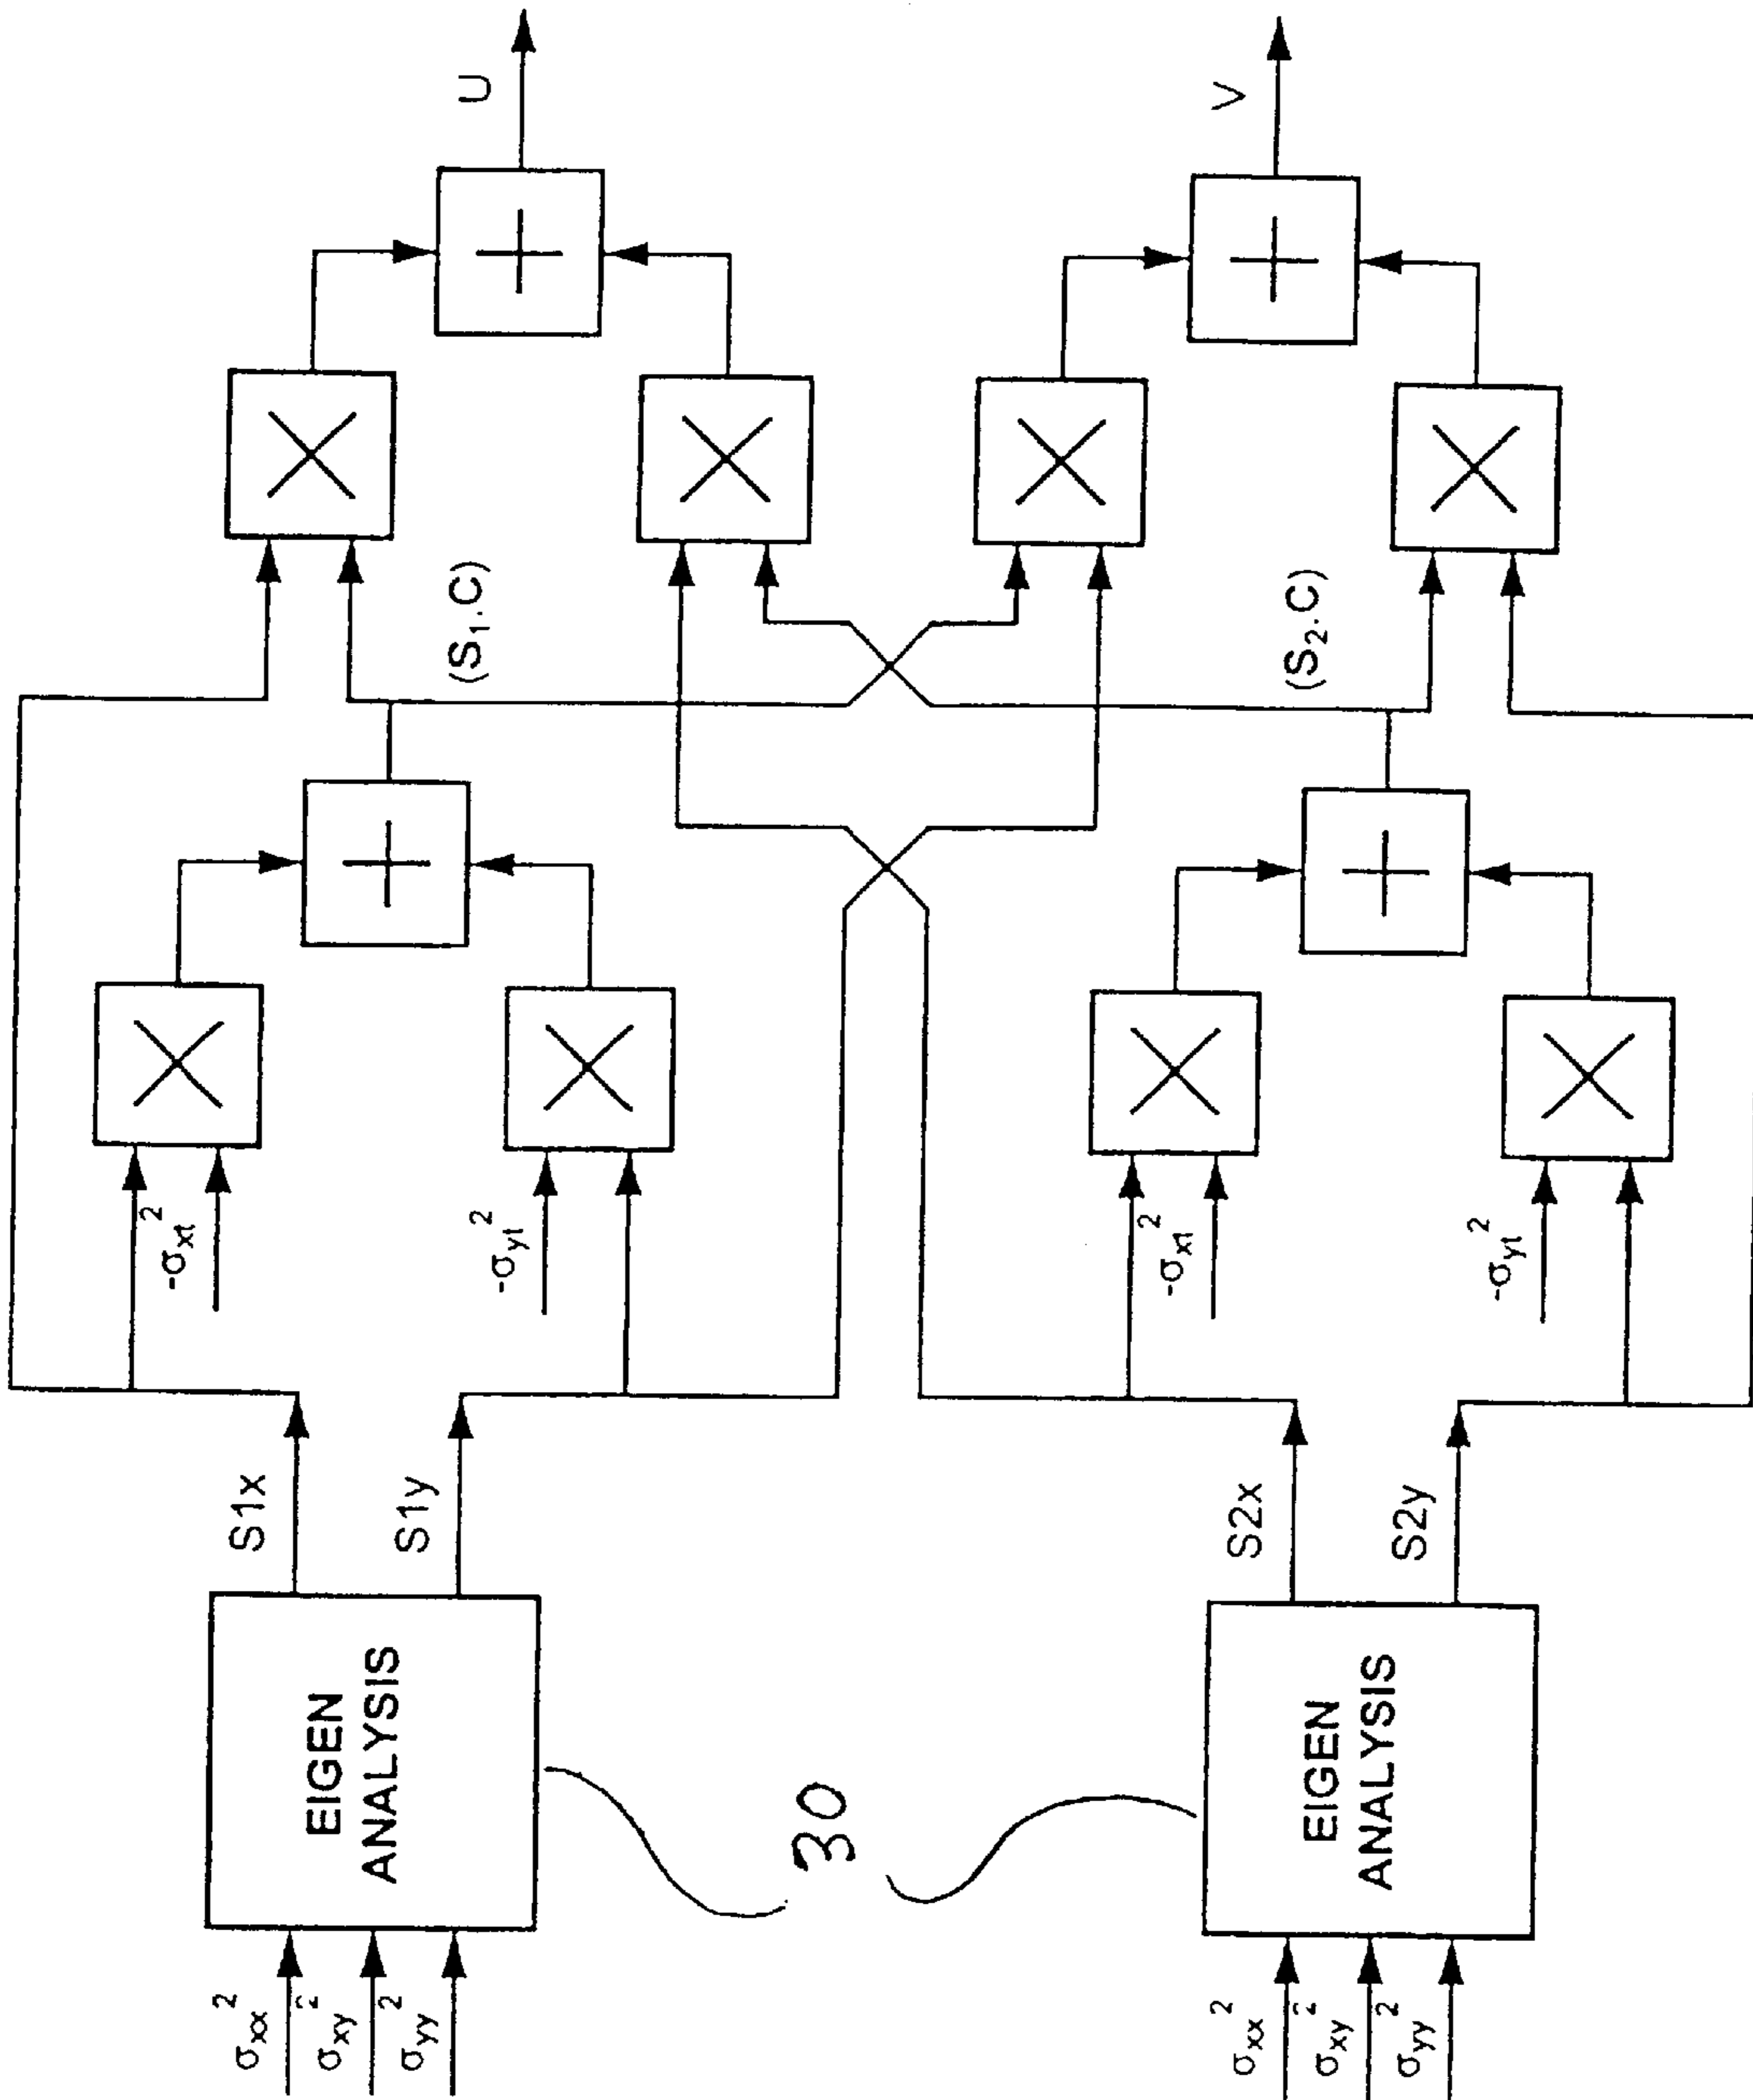 σxx²
σxy²
σyy²
EIGEN
ANALYSIS
S1x
S1y
-σxt²
-σyt²
(S₁.C)
U
30
σxx²
σxy²
σyy²
EIGEN
ANALYSIS
S2x
S2y
-σxt²
-σyt²
(S₂.C)
V